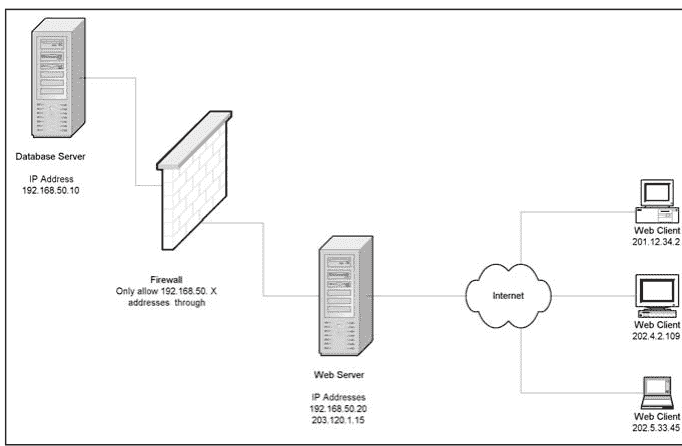 Database Server
IP Address
192.168.50.10
Firewall
Only allow 192.168.50. X
addresses through
Web Server
IP Addresses
192.168.50.20
203.120.1.15
Internet
Web Client
201.12.34.2
Web Client
202.4.2.109
Web Client
202.5.33.45